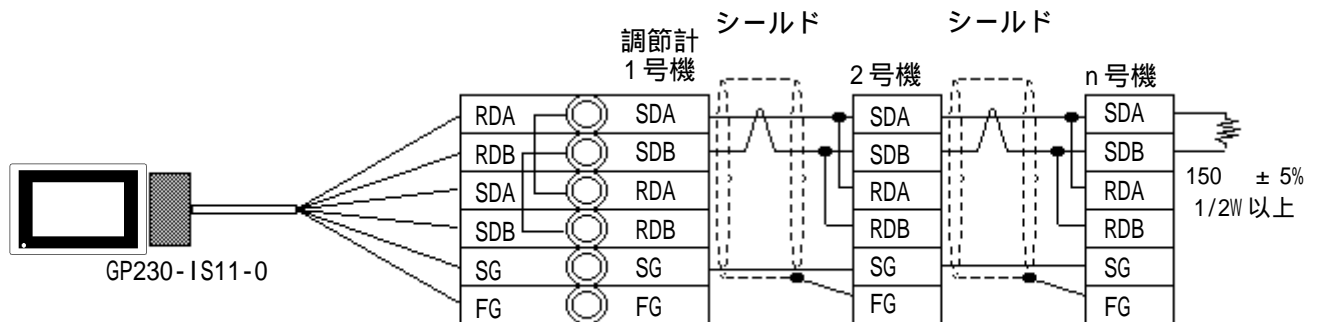 シールド シールド
調節計
1号機 2号機 n号機
RDA SDA SDA SDA
RDB SDB SDB SDB
SDA RDA RDA RDA
SDB RDB RDB RDB
SG SG SG SG
FG FG FG FG
150 ± 5%
1/2W以上
GP230-IS11-O